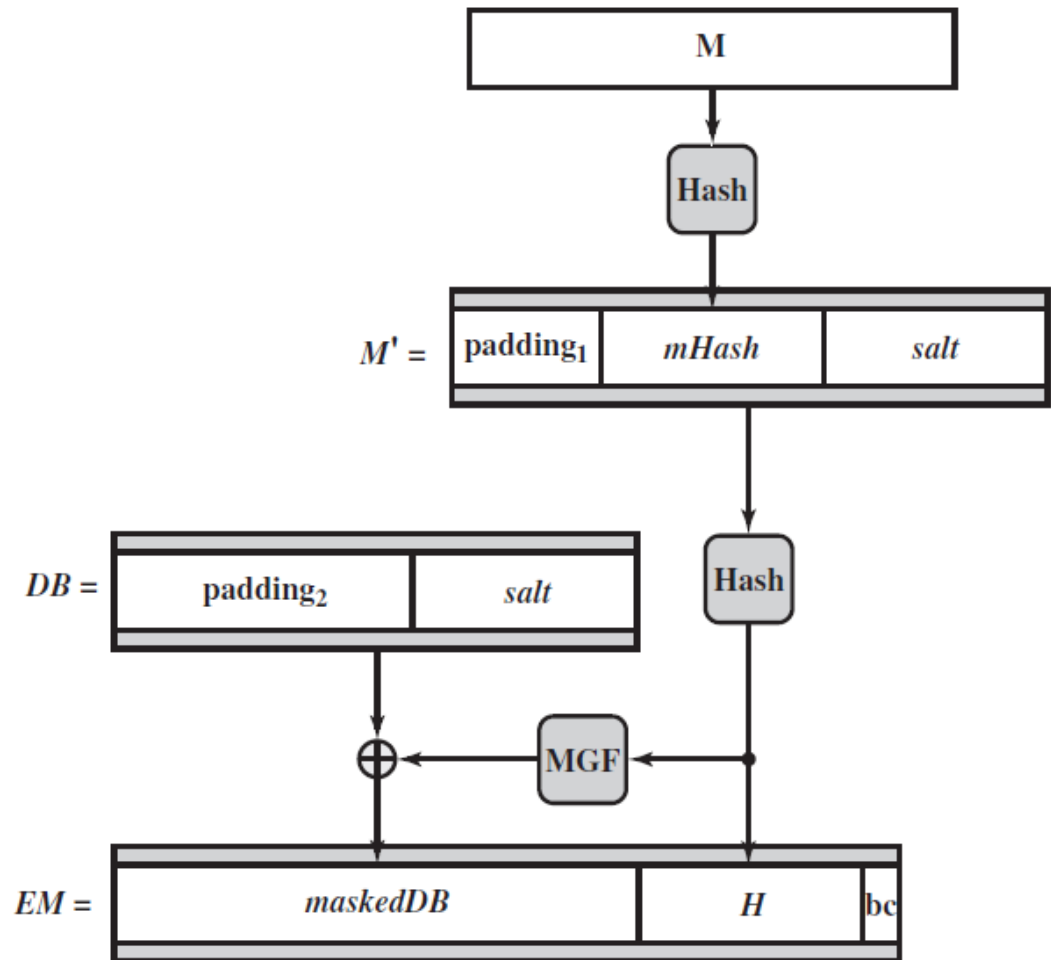 M
Hash
M' = padding₁ mHash salt
DB = padding₂ salt
Hash
MGF
EM = maskedDB H bc